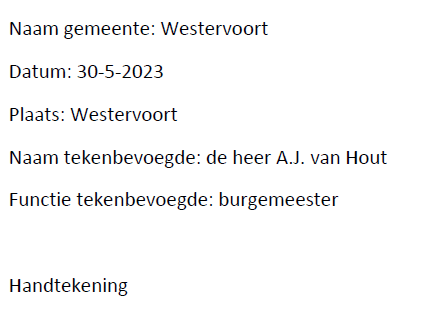 Naam gemeente: Westervoort
Datum: 30-5-2023
Plaats: Westervoort
Naam tekenbevoegde: de heer A.J. van Hout
Functie tekenbevoegde: burgemeester
Handtekening